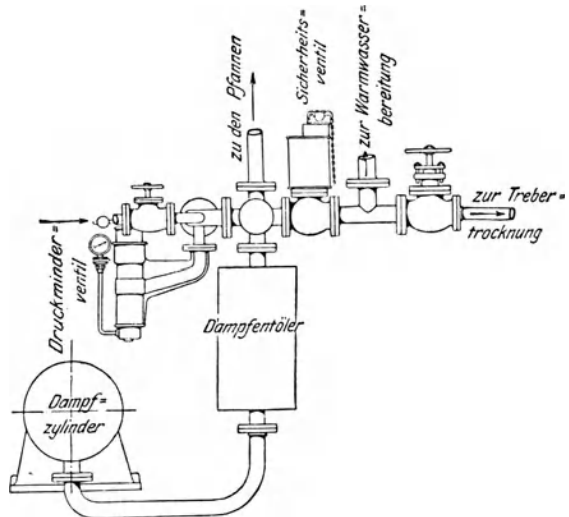 zu den Pfannen
Sicherheits=
ventil
zur Warmwasser=
bereitung
zur Treber=
trocknung
Druckminder=
ventil
Dampfentöler
Dampf=
zylinder